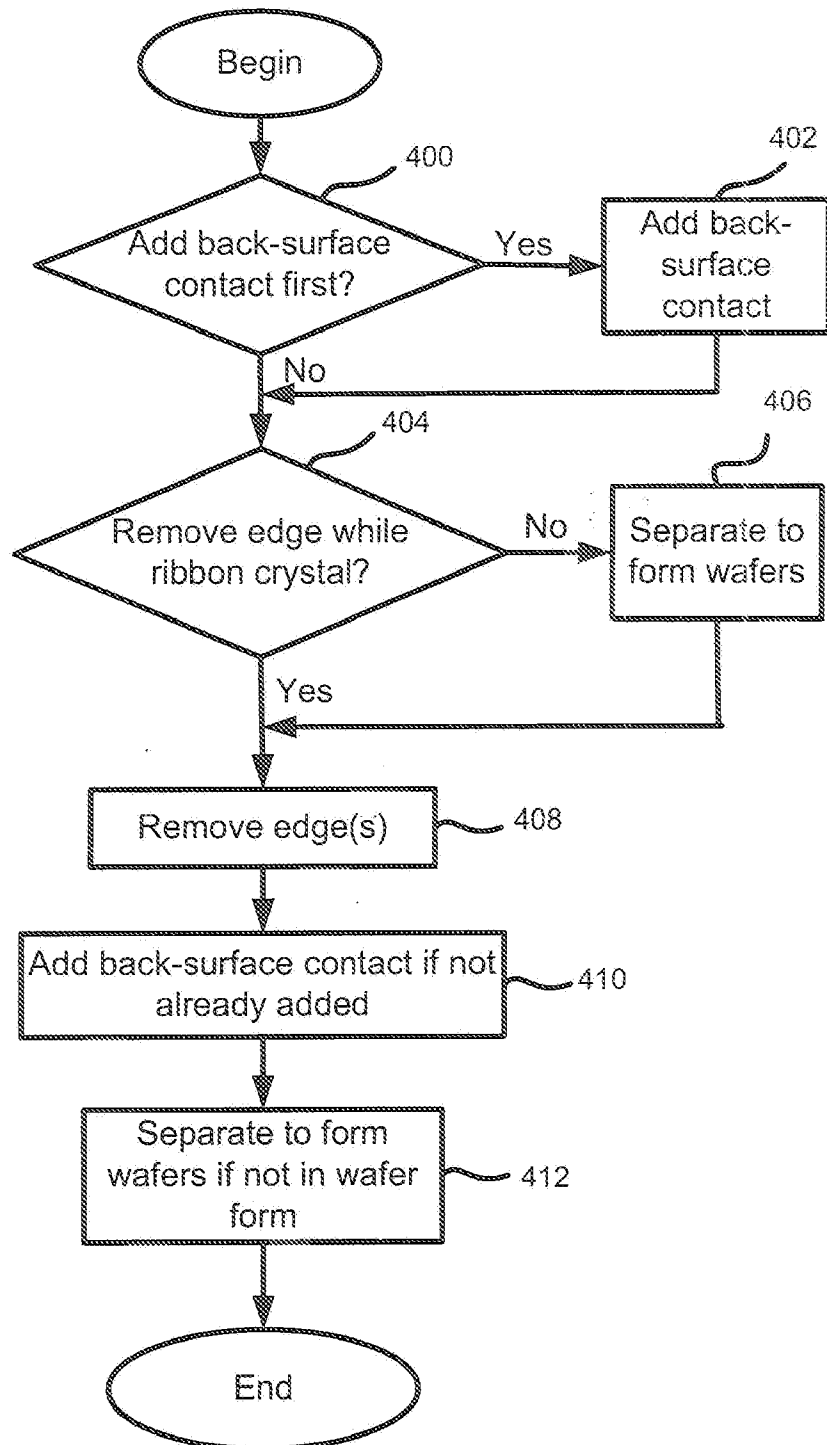 Begin
400
Add back-surface
contact first?
Yes
402
Add back-
surface
contact
No
404
Remove edge while
ribbon crystal?
No
406
Separate to
form wafers
Yes
Remove edge(s)
408
Add back-surface contact if not
already added
410
Separate to form
wafers if not in wafer
form
412
End